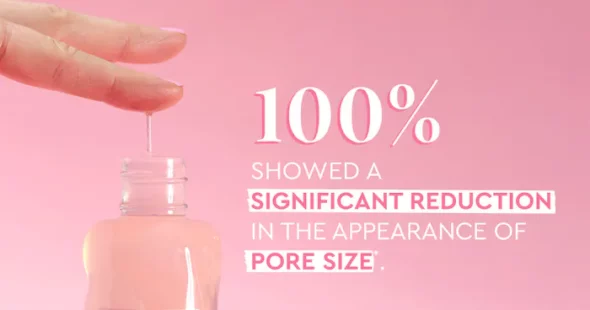 100%
SHOWED A
SIGNIFICANT REDUCTION
IN THE APPEARANCE OF
PORE SIZE*.